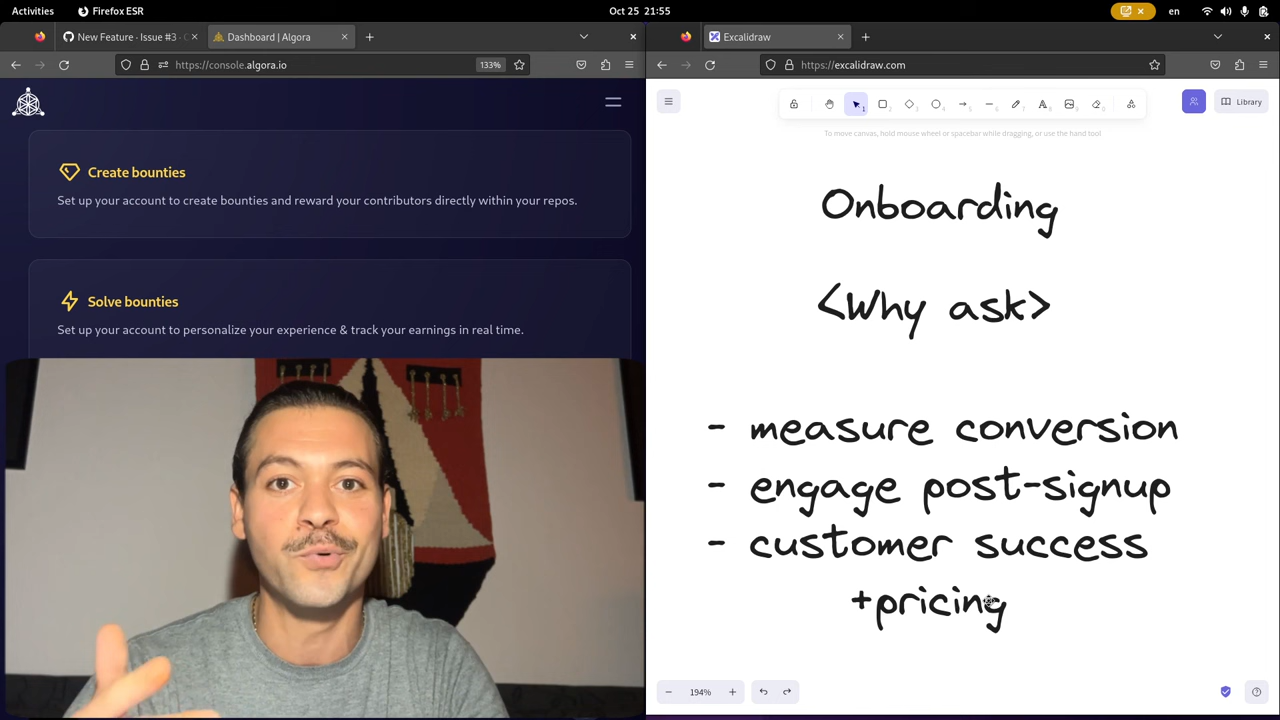 Activities
Firefox ESR
Oct 25 21:55
en
New Feature · Issue #3 ·
Dashboard | Algora
https://console.algora.io
133%
Create bounties
Set up your account to create bounties and reward your contributors directly within your repos.
Solve bounties
Set up your account to personalize your experience & track your earnings in real time.
Excalidraw
https://excalidraw.com
Library
To move canvas, hold mouse wheel or spacebar while dragging, or use the hand tool
Onboarding
<Why ask>
- measure conversion
- engage post-signup
- customer success
+pricing
194%